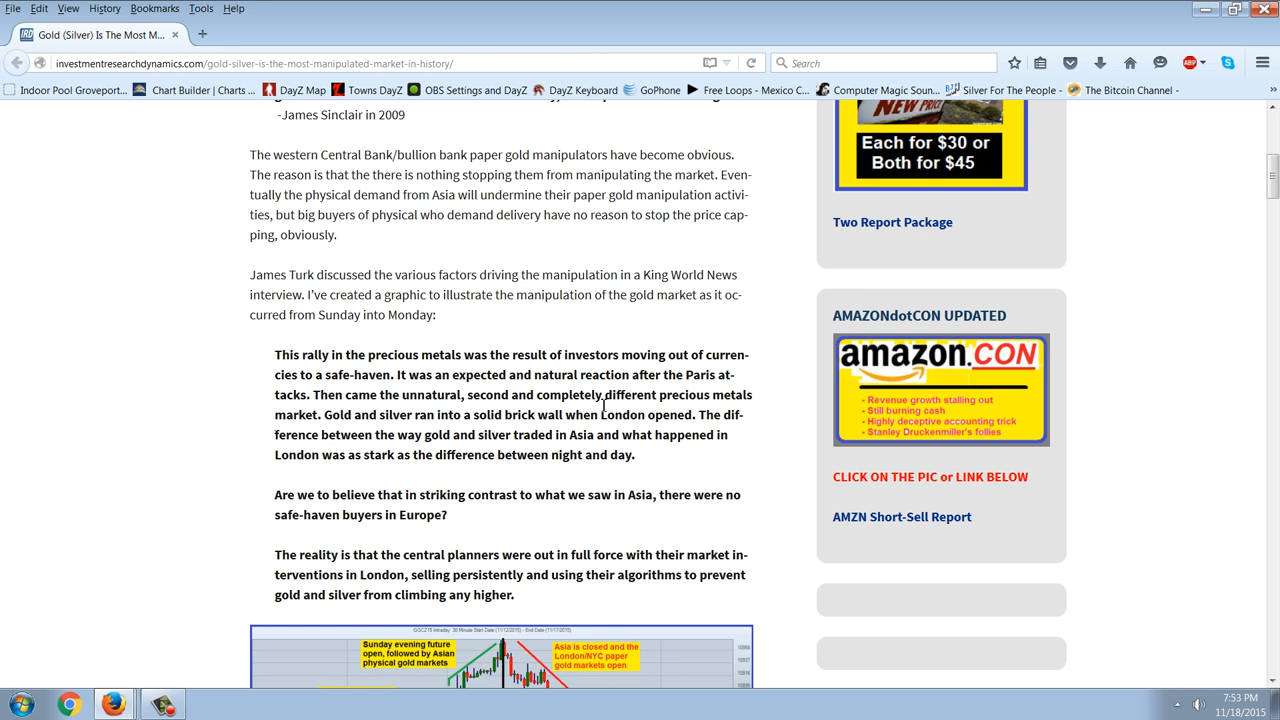 File Edit View History Bookmarks Tools Help
IRD Gold (Silver) Is The Most M...
investmentresearchdynamics.com/gold-silver-is-the-most-manipulated-market-in-history/
Search
ABP
Indoor Pool Groveport... Chart Builder | Charts ... DayZ Map Towns DayZ OBS Settings and DayZ DayZ Keyboard GoPhone Free Loops - Mexico C... Computer Magic Soun... Silver For The People - The Bitcoin Channel -
-James Sinclair in 2009
The western Central Bank/bullion bank paper gold manipulators have become obvious.
The reason is that the there is nothing stopping them from manipulating the market. Even-
tually the physical demand from Asia will undermine their paper gold manipulation activi-
ties, but big buyers of physical who demand delivery have no reason to stop the price cap-
ping, obviously.
James Turk discussed the various factors driving the manipulation in a King World News
interview. I've created a graphic to illustrate the manipulation of the gold market as it oc-
curred from Sunday into Monday:
This rally in the precious metals was the result of investors moving out of curren-
cies to a safe-haven. It was an expected and natural reaction after the Paris at-
tacks. Then came the unnatural, second and completely different precious metals
market. Gold and silver ran into a solid brick wall when London opened. The dif-
ference between the way gold and silver traded in Asia and what happened in
London was as stark as the difference between night and day.
Are we to believe that in striking contrast to what we saw in Asia, there were no
safe-haven buyers in Europe?
The reality is that the central planners were out in full force with their market in-
terventions in London, selling persistently and using their algorithms to prevent
gold and silver from climbing any higher.
GGCZ15 Intraday 30 Minute Start Date (11/12/2015) - End Date (11/17/2015)
Sunday evening future
open, followed by Asian
physical gold markets
Asia is closed and the
London/NYC paper
gold markets open
NEW PRICE
Each for $30 or
Both for $45
Two Report Package
AMAZONdotCON UPDATED
amazon.CON
- Revenue growth stalling out
- Still burning cash
- Highly deceptive accounting trick
- Stanley Druckenmiller's follies
CLICK ON THE PIC or LINK BELOW
AMZN Short-Sell Report
7:53 PM
11/18/2015